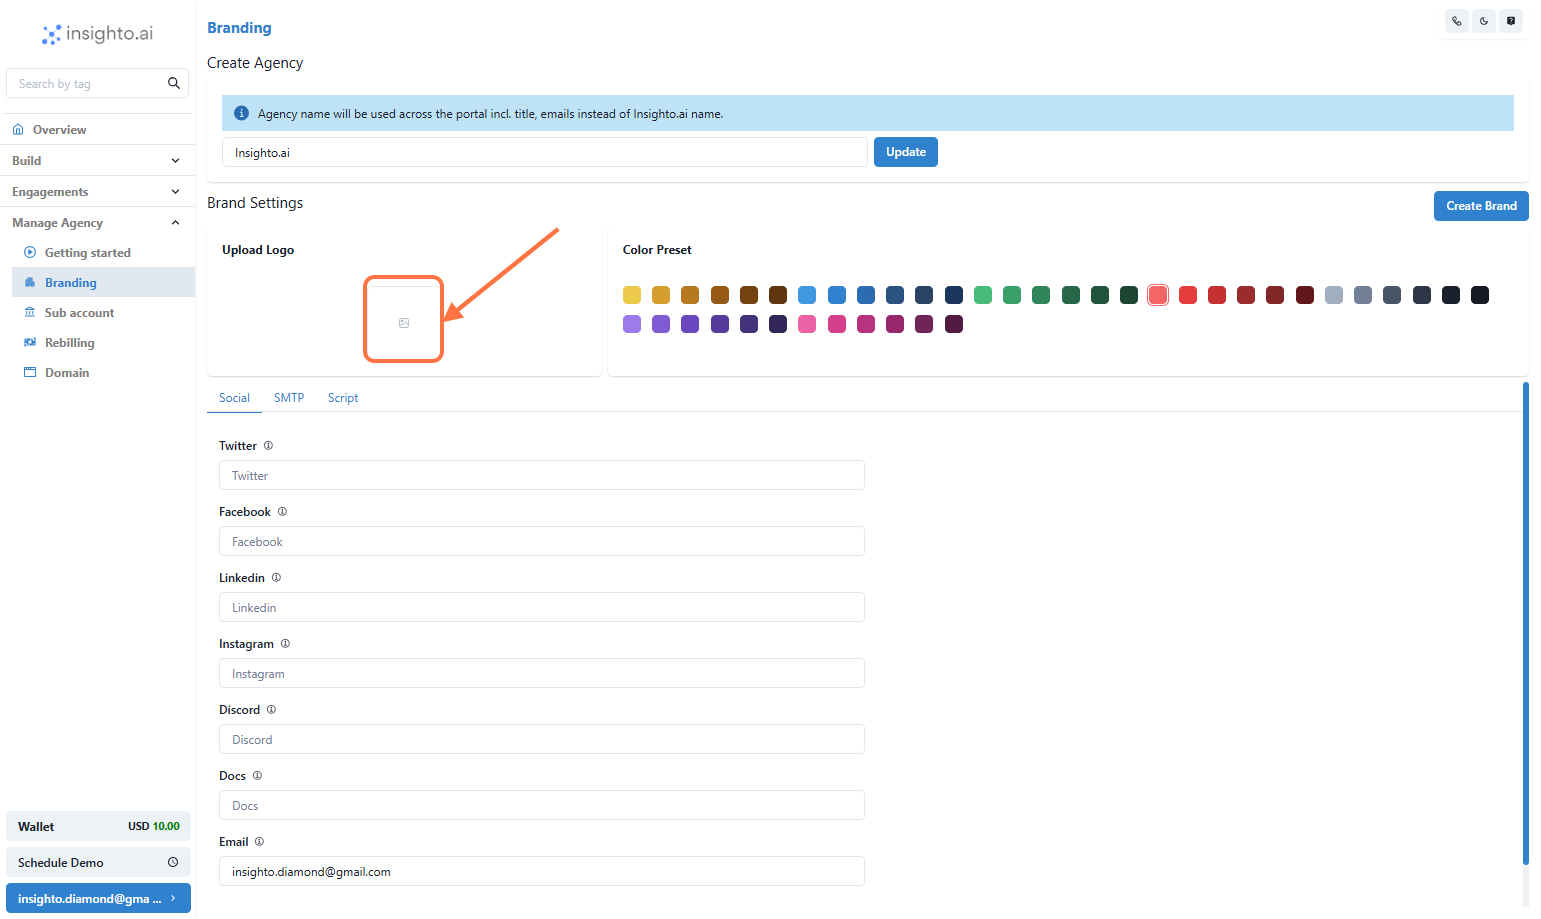 insighto.ai
Search by tag
Overview
Build
Engagements
Manage Agency
Getting started
Branding
Sub account
Rebilling
Domain
Wallet USD 10.00
Schedule Demo
insighto.diamond@gma ...
Branding
Create Agency
Agency name will be used across the portal incl. title, emails instead of Insighto.ai name.
Insighto.ai Update
Brand Settings Create Brand
Upload Logo
Color Preset
Social SMTP Script
Twitter
Twitter
Facebook
Facebook
Linkedin
Linkedin
Instagram
Instagram
Discord
Discord
Docs
Docs
Email
insighto.diamond@gmail.com